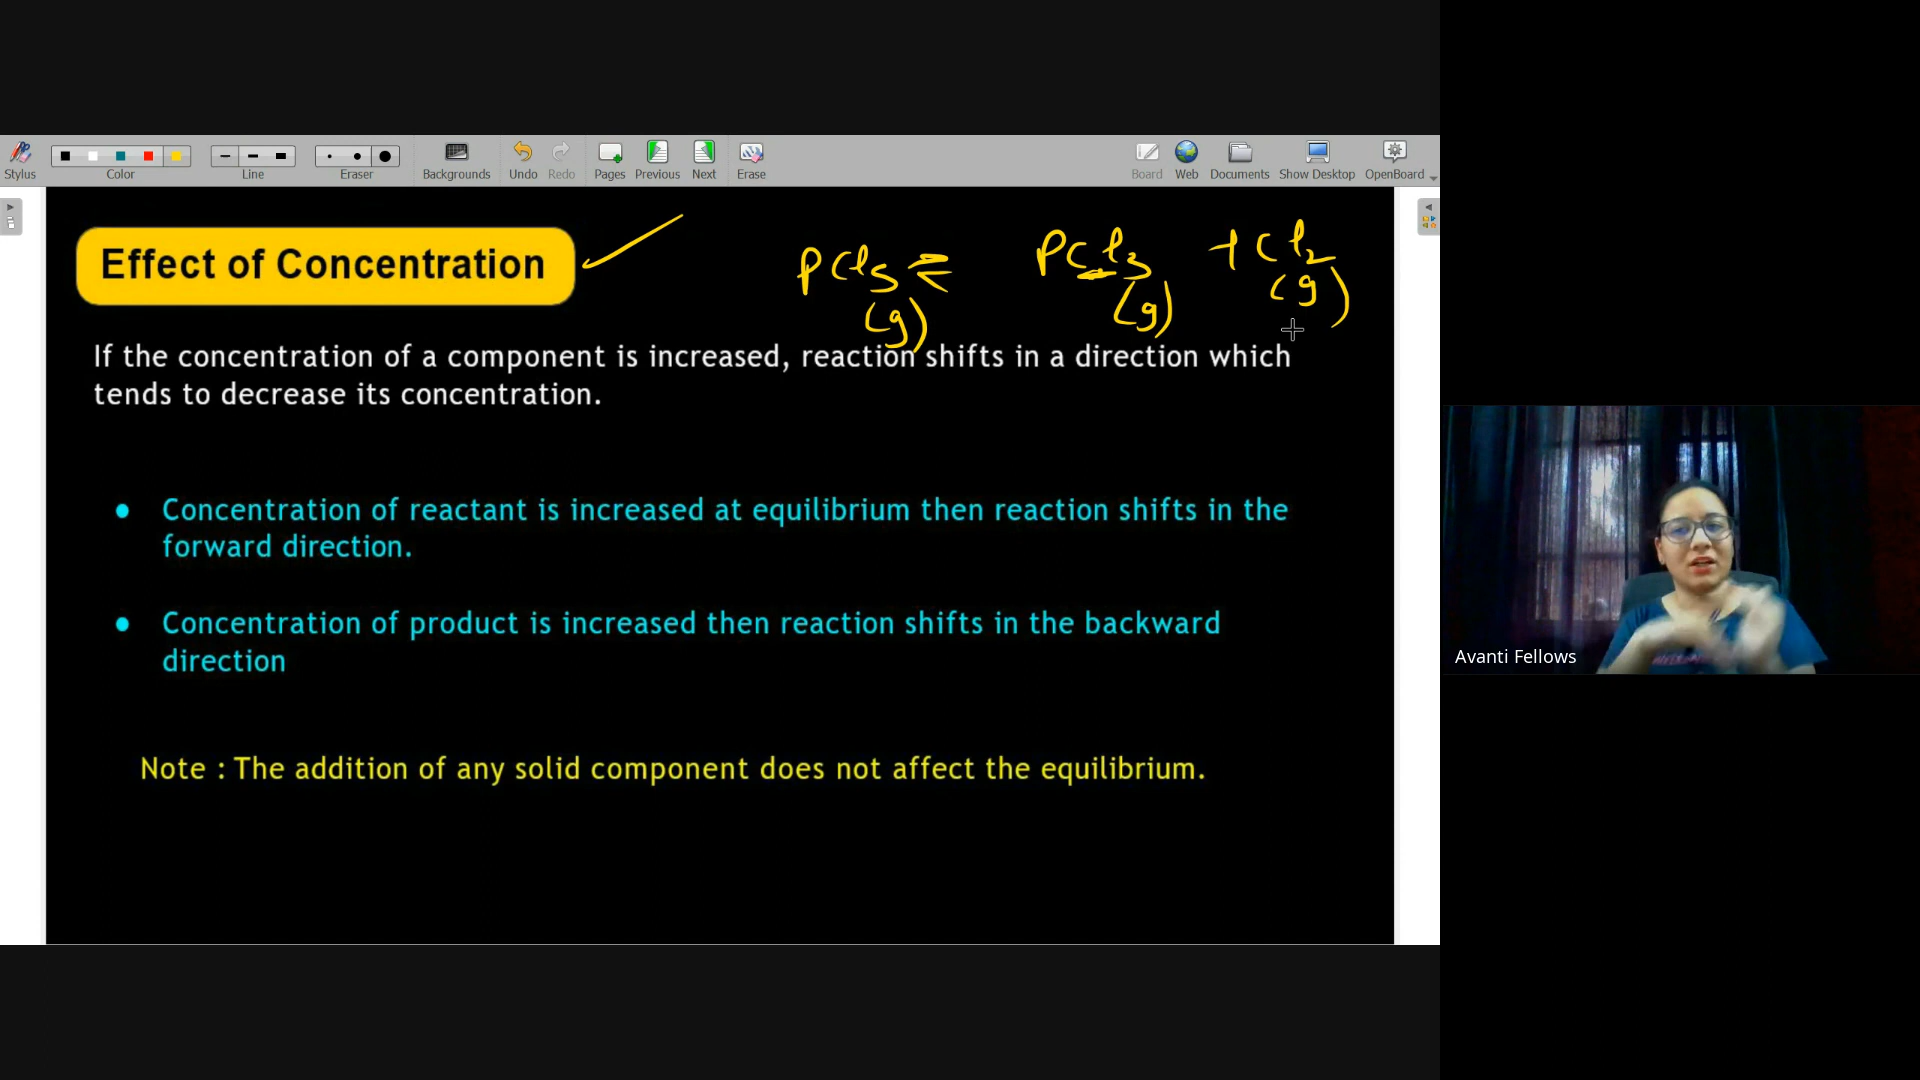 Stylus
Color
Line
Eraser
Backgrounds
Undo
Redo
Pages
Previous
Next
Erase
Board
Web
Documents
Show Desktop
OpenBoard
Effect of Concentration
PCl5 ⇌ PCl3 + Cl2
(g) (g) (g)
If the concentration of a component is increased, reaction shifts in a direction which
tends to decrease its concentration.
● Concentration of reactant is increased at equilibrium then reaction shifts in the
forward direction.
● Concentration of product is increased then reaction shifts in the backward
direction
Note : The addition of any solid component does not affect the equilibrium.
Avanti Fellows